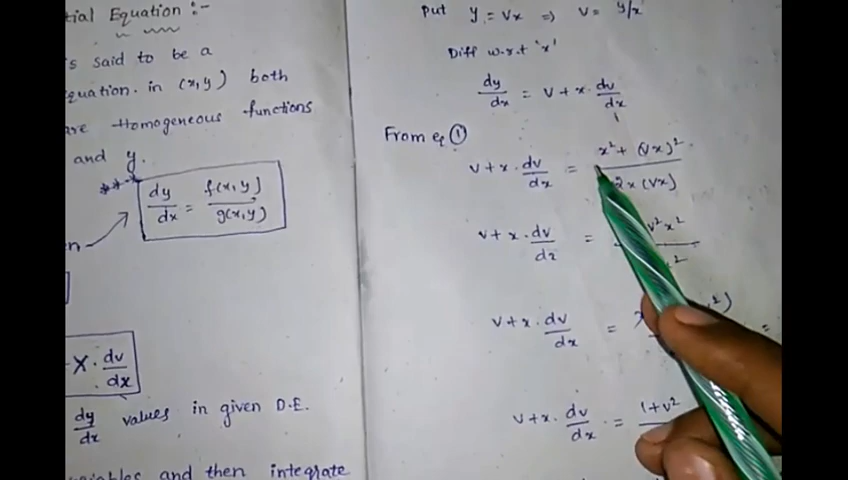 tial Equation :-
s said to be a
equation. in (x,y) both
are Homogeneous functions
and y.
***
dy/dx = f(x,y)/g(x,y)
x · dv/dx
dy/dx values in given D.E.
and then integrate
Put y = vx ⇒ v = y/x
Diff w.r.t 'x'
dy/dx = v + x · dv/dx
From eq ①
v + x · dv/dx = x² + (vx)² / 2x(vx)
v + x · dv/dx = v²x²
v + x · dv/dx =
v + x · dv/dx = 1+v²